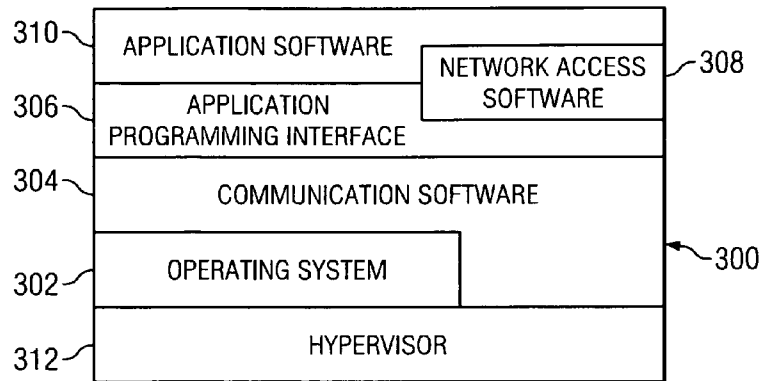 310
APPLICATION SOFTWARE
NETWORK ACCESS
SOFTWARE
308
306
APPLICATION
PROGRAMMING INTERFACE
304
COMMUNICATION SOFTWARE
300
302
OPERATING SYSTEM
312
HYPERVISOR